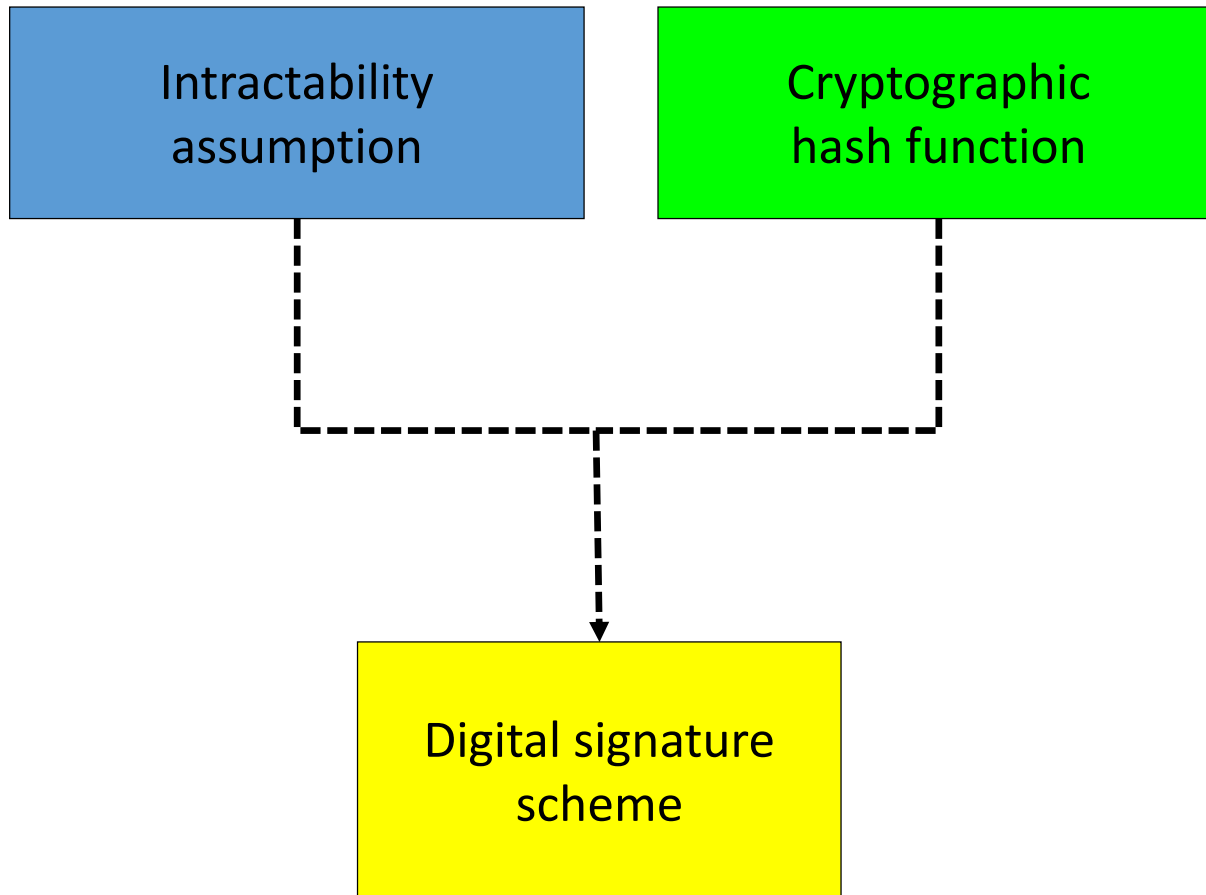 Intractability
assumption
Cryptographic
hash function
Digital signature
scheme